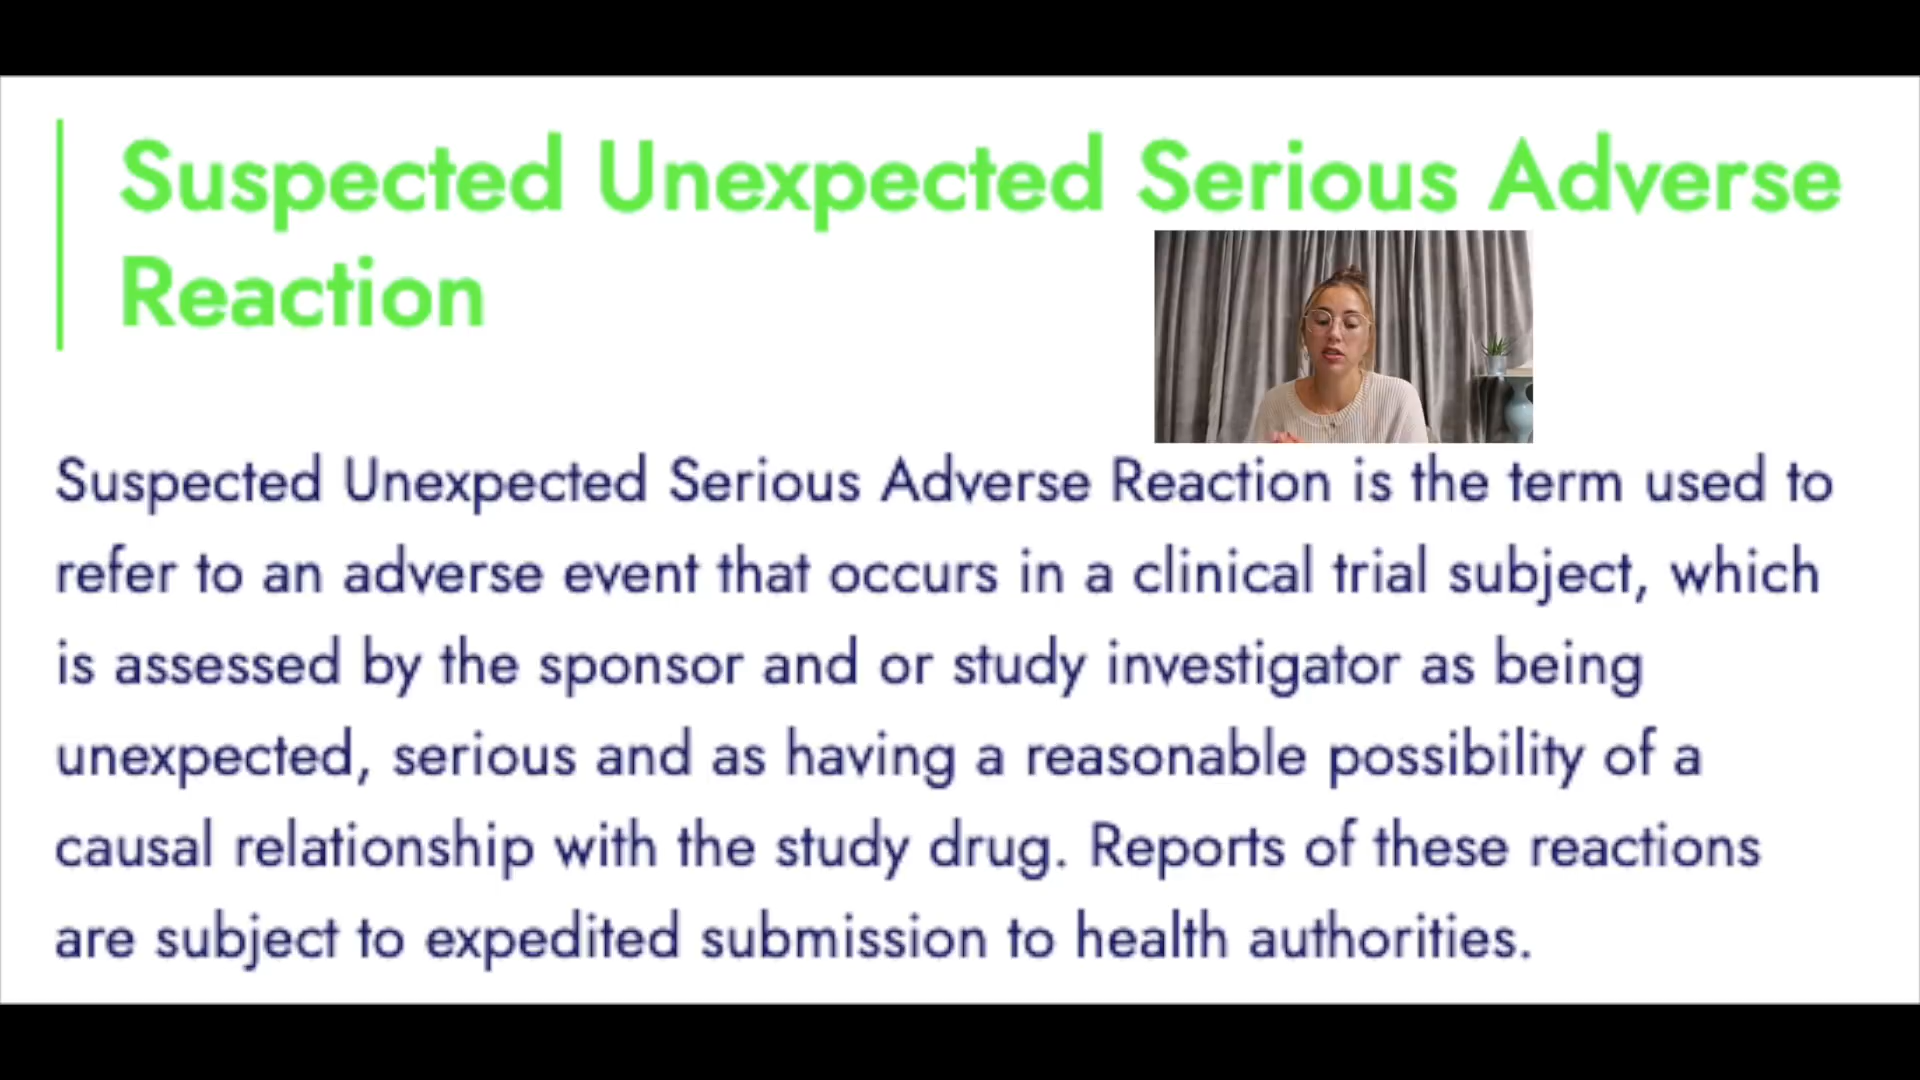 Suspected Unexpected Serious Adverse
Reaction
Suspected Unexpected Serious Adverse Reaction is the term used to
refer to an adverse event that occurs in a clinical trial subject, which
is assessed by the sponsor and or study investigator as being
unexpected, serious and as having a reasonable possibility of a
causal relationship with the study drug. Reports of these reactions
are subject to expedited submission to health authorities.